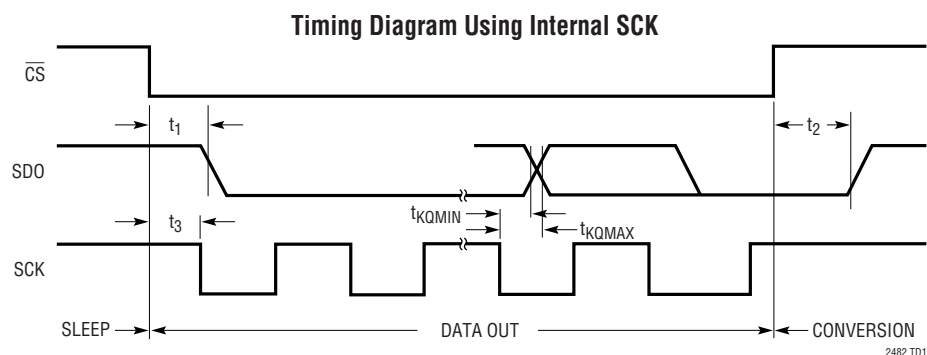 Timing Diagram Using Internal SCK
CS
t1
t2
SDO
tKQMIN
t3
tKQMAX
SCK
SLEEP
DATA OUT
CONVERSION
2482 TD1